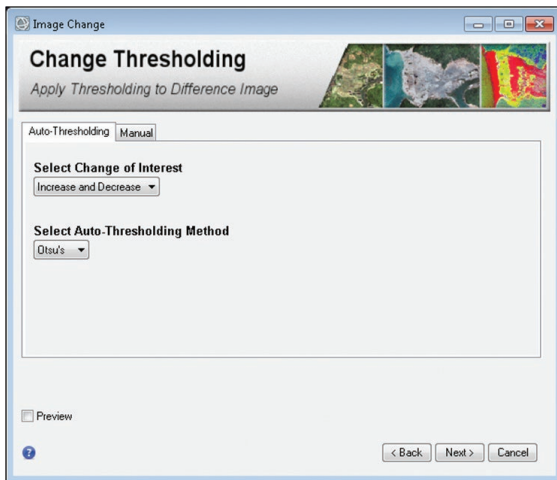 Image Change
Change Thresholding
Apply Thresholding to Difference Image
Auto-Thresholding Manual
Select Change of Interest
Increase and Decrease
Select Auto-Thresholding Method
Otsu's
Preview
?
< Back Next > Cancel